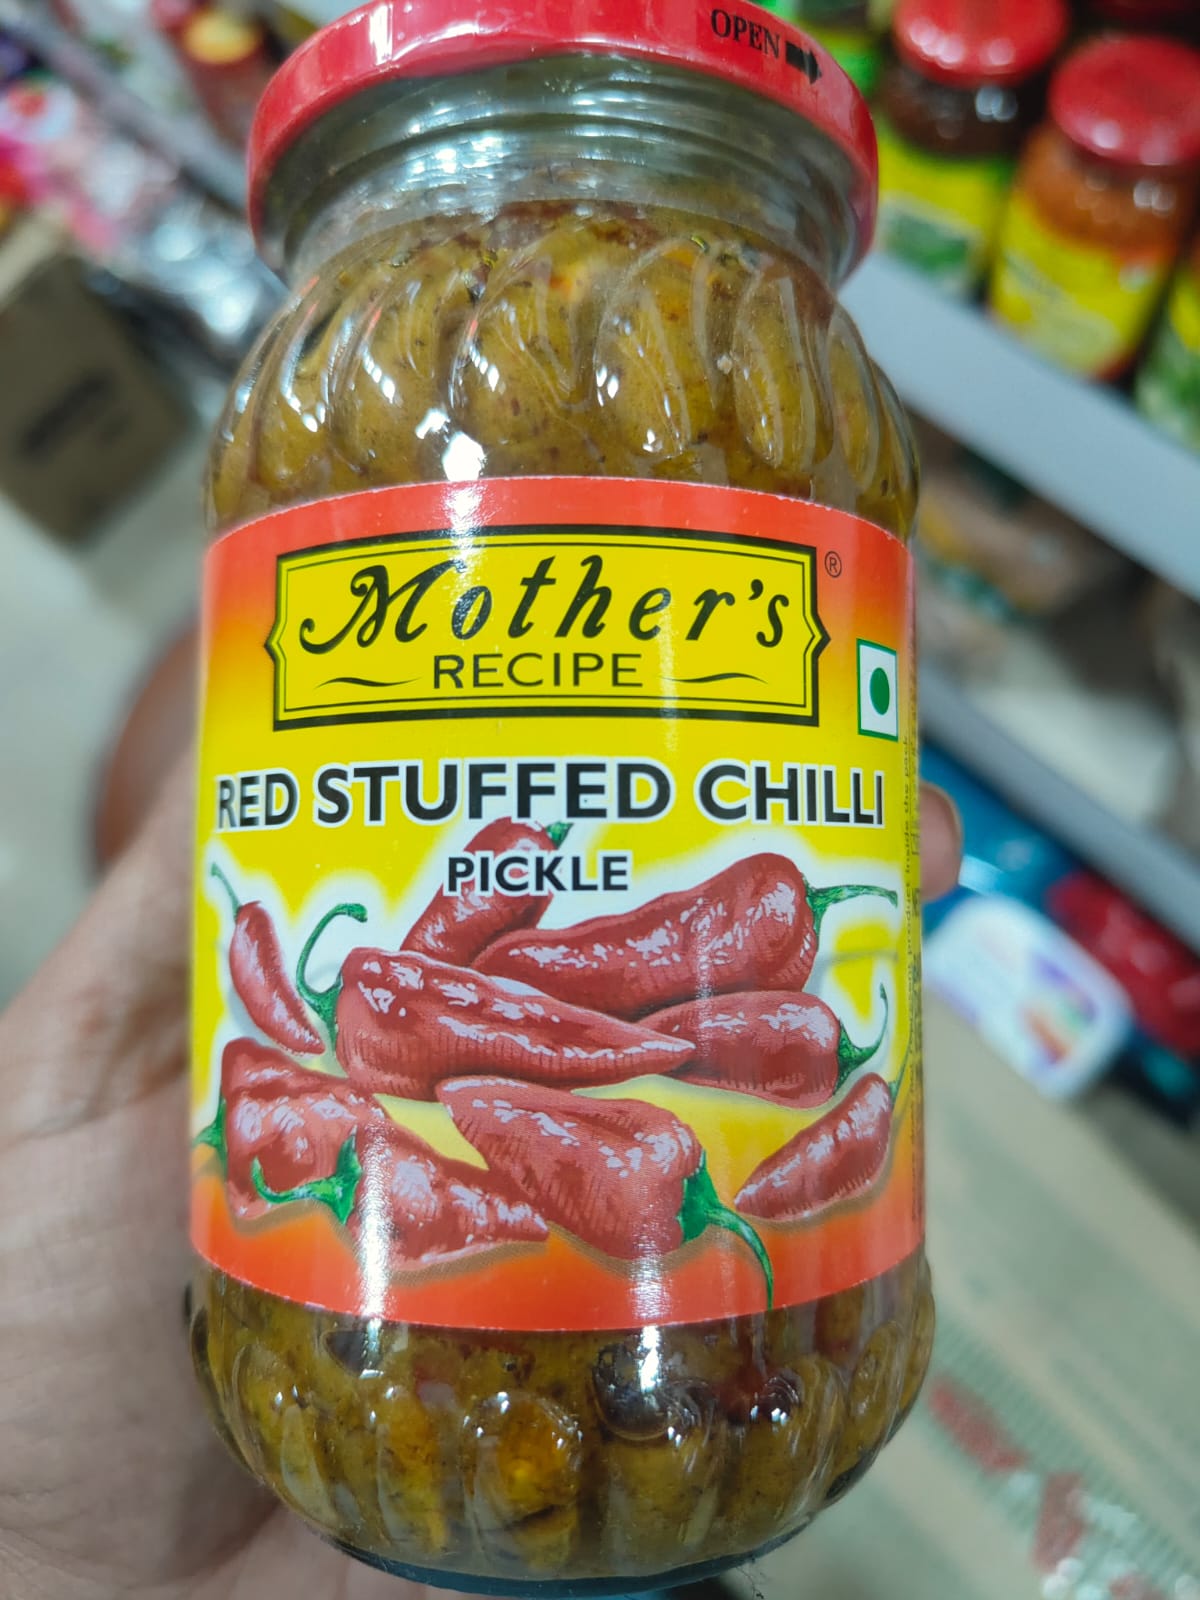 OPEN
Mother's
®
RECIPE
RED STUFFED CHILLI
PICKLE